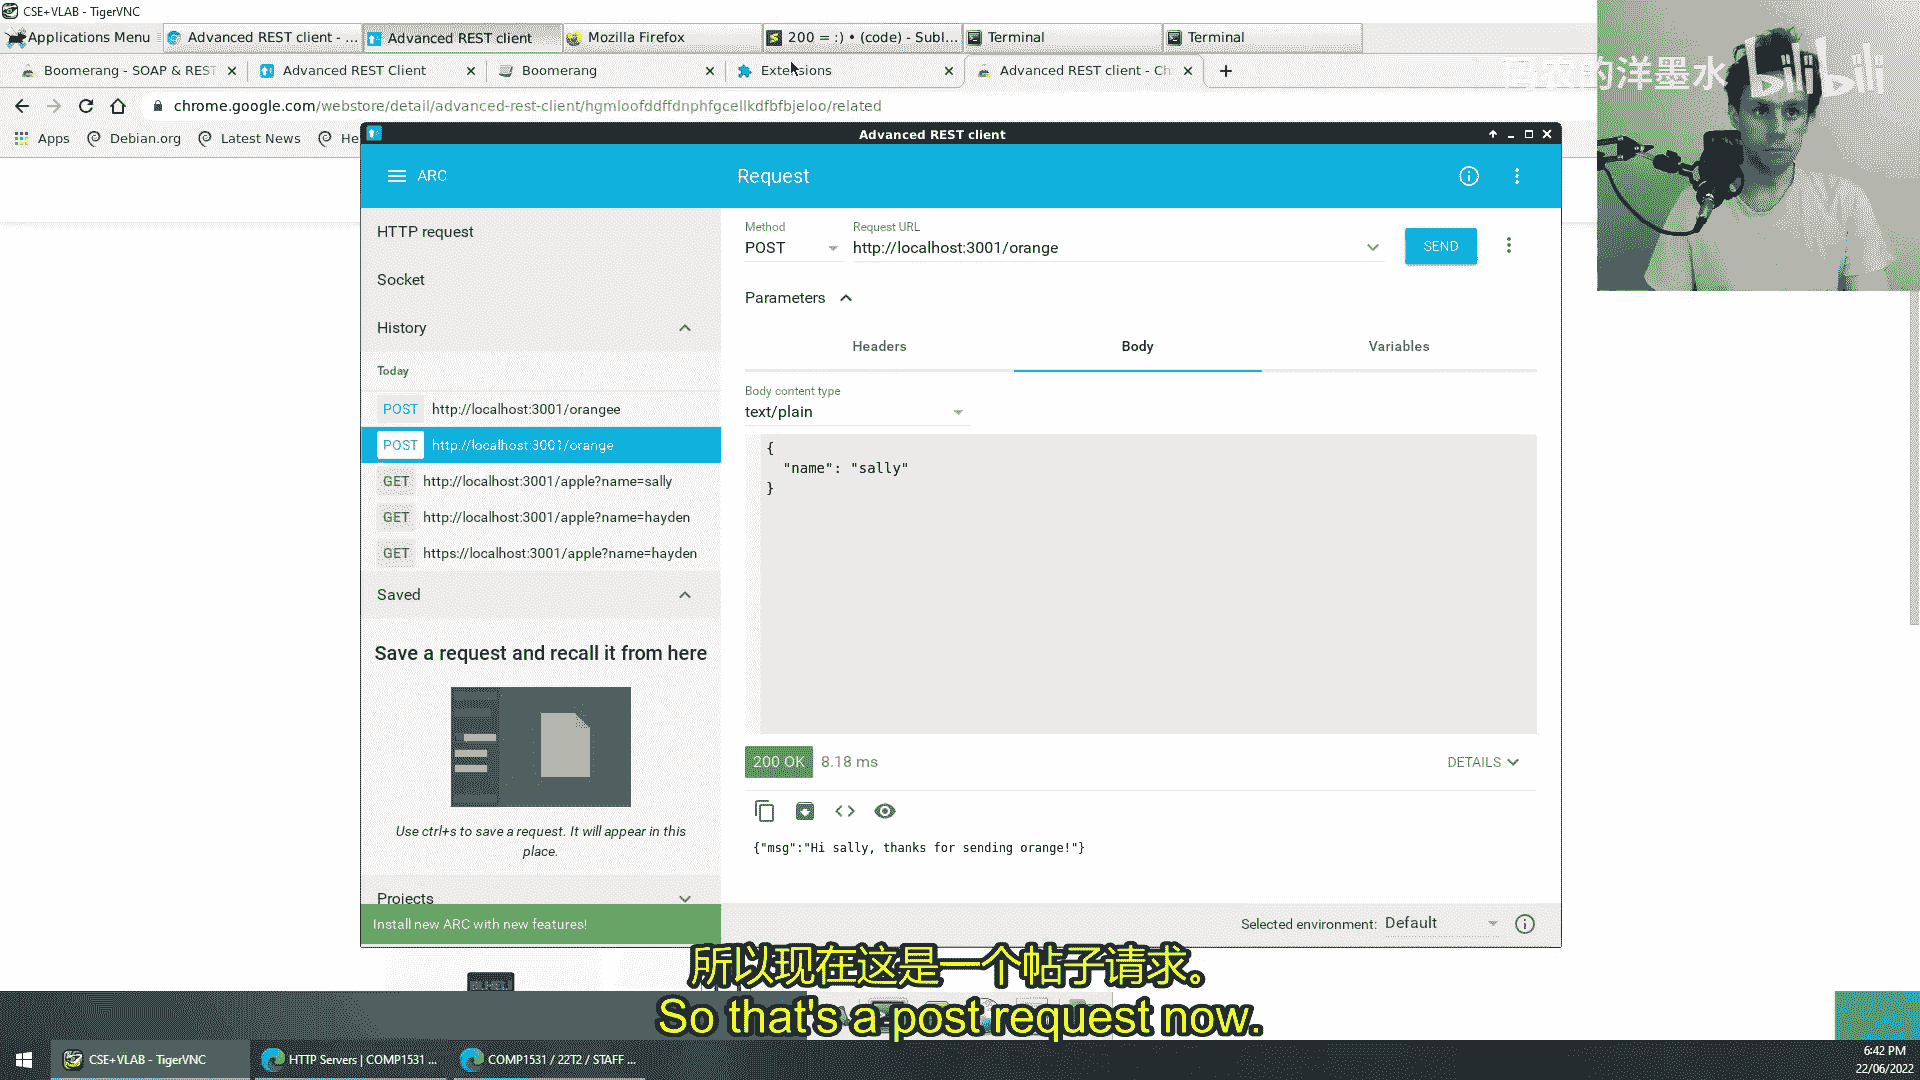 CSE+VLAB - TigerVNC
Applications Menu
Advanced REST client - ...
Advanced REST client
Mozilla Firefox
200 = :) • (code) - Subl...
Terminal
Terminal
Boomerang - SOAP & REST
Advanced REST Client
Boomerang
Extensions
Advanced REST client - Ch
码农的洋墨水
bilibili
chrome.google.com/webstore/detail/advanced-rest-client/hgmloofddffdnphfgcellkdfbfbjeloo/related
Apps
Debian.org
Latest News
He
Advanced REST client
ARC
Request
HTTP request
Socket
History
Today
POST http://localhost:3001/orangee
POST http://localhost:3001/orange
GET http://localhost:3001/apple?name=sally
GET http://localhost:3001/apple?name=hayden
GET https://localhost:3001/apple?name=hayden
Saved
Save a request and recall it from here
Use ctrl+s to save a request. It will appear in this
place.
Projects
Install new ARC with new features!
Method
POST
Request URL
http://localhost:3001/orange
SEND
Parameters
Headers
Body
Variables
Body content type
text/plain
{
"name": "sally"
}
200 OK
8.18 ms
DETAILS
{"msg":"Hi sally, thanks for sending orange!"}
Selected environment: Default
所以现在这是一个帖子请求。
So that's a post request now.
CSE+VLAB - TigerVNC
HTTP Servers | COMP1531 ...
COMP1531 / 22T2 / STAFF ...
6:42 PM
22/06/2022